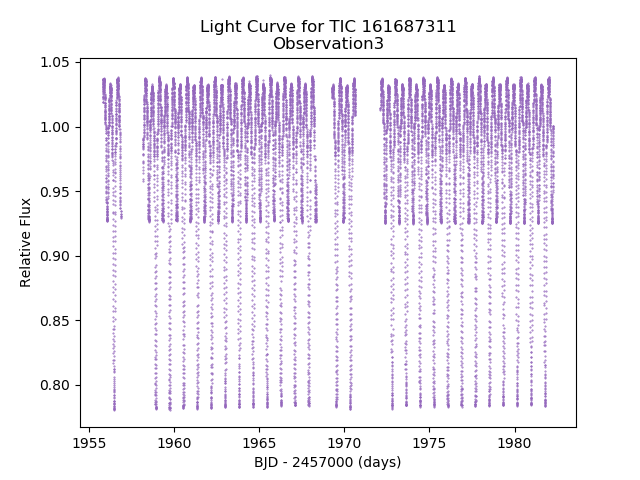 Light Curve for TIC 161687311
Observation3
Relative Flux
1.05
1.00
0.95
0.90
0.85
0.80
1955 1960 1965 1970 1975 1980
BJD - 2457000 (days)